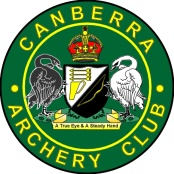 CANBERRA
A True Eye & A Steady Hand
ARCHERY CLUB